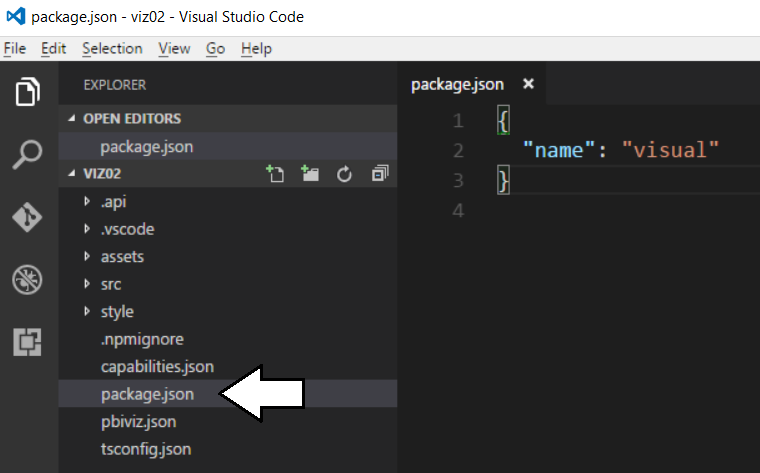 package.json - viz02 - Visual Studio Code
File Edit Selection View Go Help
EXPLORER
OPEN EDITORS
package.json
VIZ02
.api
.vscode
assets
src
style
.npmignore
capabilities.json
package.json
pbiviz.json
tsconfig.json
package.json
1 {
2 "name": "visual"
3 }
4